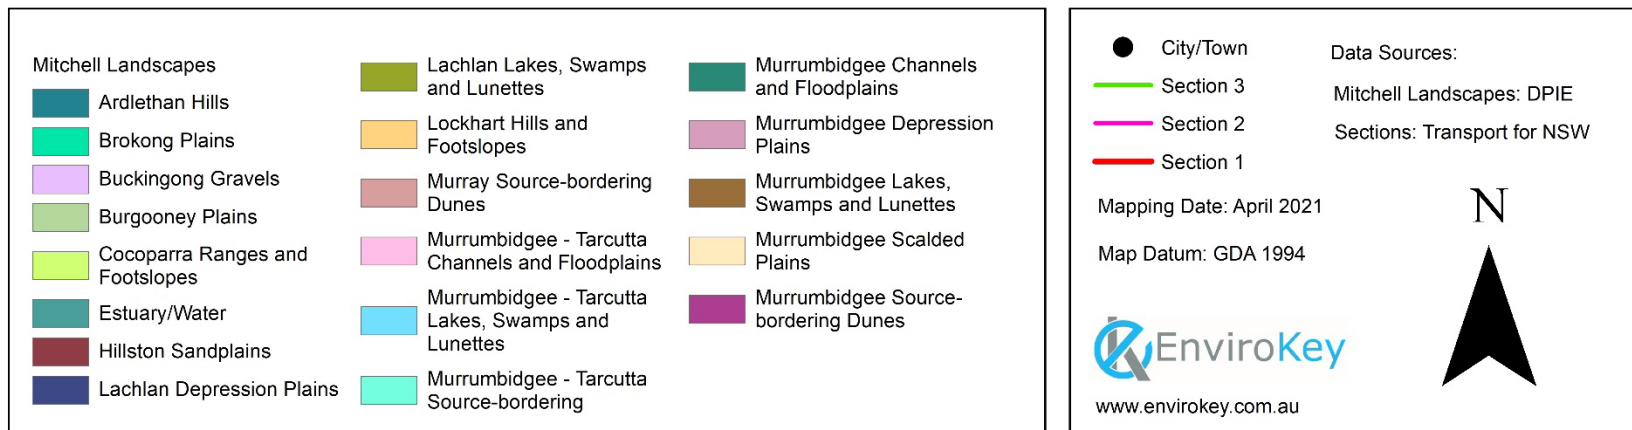 Mitchell Landscapes
Ardlethan Hills
Brokong Plains
Buckingong Gravels
Burgooney Plains
Cocoparra Ranges and
Footslopes
Estuary/Water
Hillston Sandplains
Lachlan Depression Plains
Lachlan Lakes, Swamps
and Lunettes
Lockhart Hills and
Footslopes
Murray Source-bordering
Dunes
Murrumbidgee - Tarcutta
Channels and Floodplains
Murrumbidgee - Tarcutta
Lakes, Swamps and
Lunettes
Murrumbidgee - Tarcutta
Source-bordering
Murrumbidgee Channels
and Floodplains
Murrumbidgee Depression
Plains
Murrumbidgee Lakes,
Swamps and Lunettes
Murrumbidgee Scalded
Plains
Murrumbidgee Source-
bordering Dunes
City/Town
Section 3
Section 2
Section 1
Mapping Date: April 2021
Map Datum: GDA 1994
EnviroKey
www.envirokey.com.au
Data Sources:
Mitchell Landscapes: DPIE
Sections: Transport for NSW
N